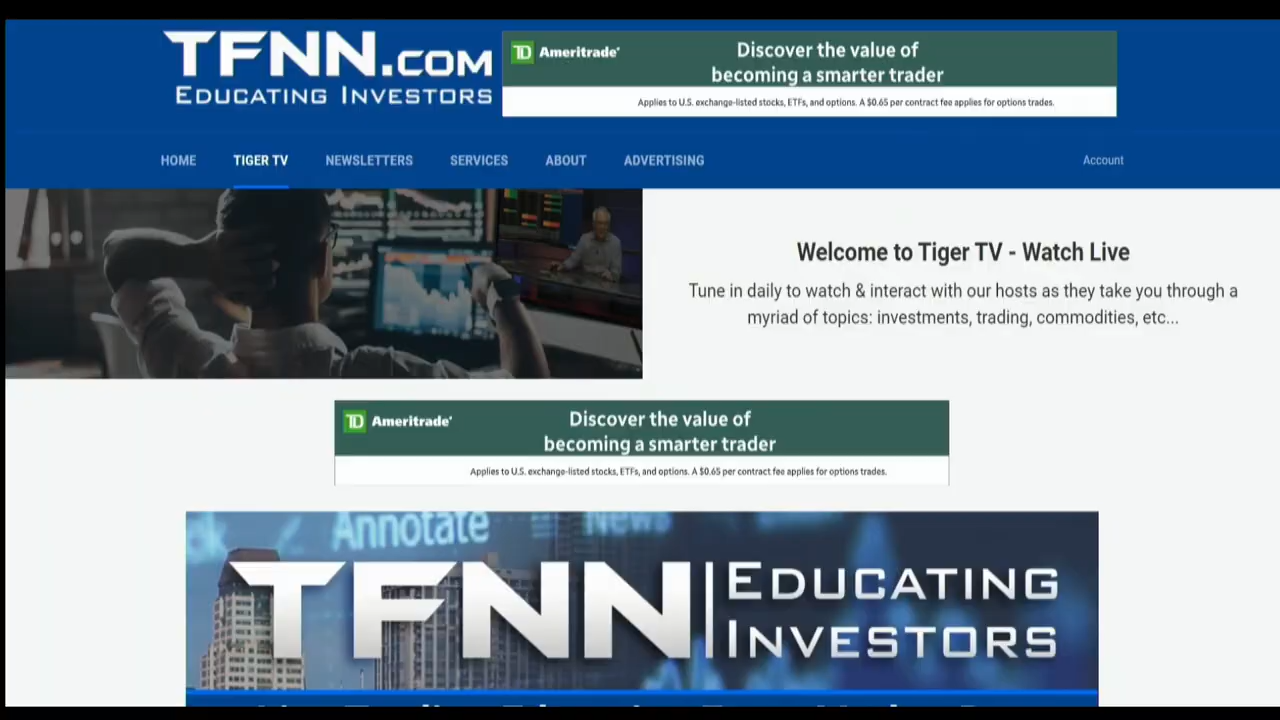 TFNN.COM
EDUCATING INVESTORS
TD Ameritrade
Discover the value of
becoming a smarter trader
Applies to U.S. exchange-listed stocks, ETFs, and options. A $0.65 per contract fee applies for options trades.
HOME TIGER TV NEWSLETTERS SERVICES ABOUT ADVERTISING Account
Welcome to Tiger TV - Watch Live
Tune in daily to watch & interact with our hosts as they take you through a
myriad of topics: investments, trading, commodities, etc...
TD Ameritrade
Discover the value of
becoming a smarter trader
Applies to U.S. exchange-listed stocks, ETFs, and options. A $0.65 per contract fee applies for options trades.
Annotate News
TFNN | EDUCATING
INVESTORS